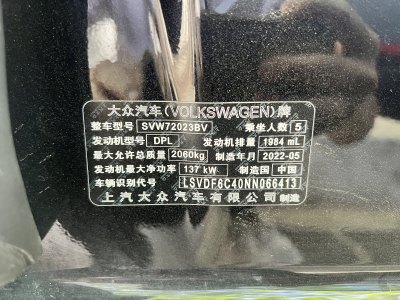 大众汽车(VOLKSWAGEN)牌
整车型号 SVW72023BV 乘坐人数 5
发动机型号 DPL 发动机排量 1984 mL
最大允许总质量 2060kg 制造年月 2022-05
发动机最大净功率 137 kW 制造国 中国
车辆识别代号 LSVDF6C40NN066413
上汽大众汽车有限公司 制造